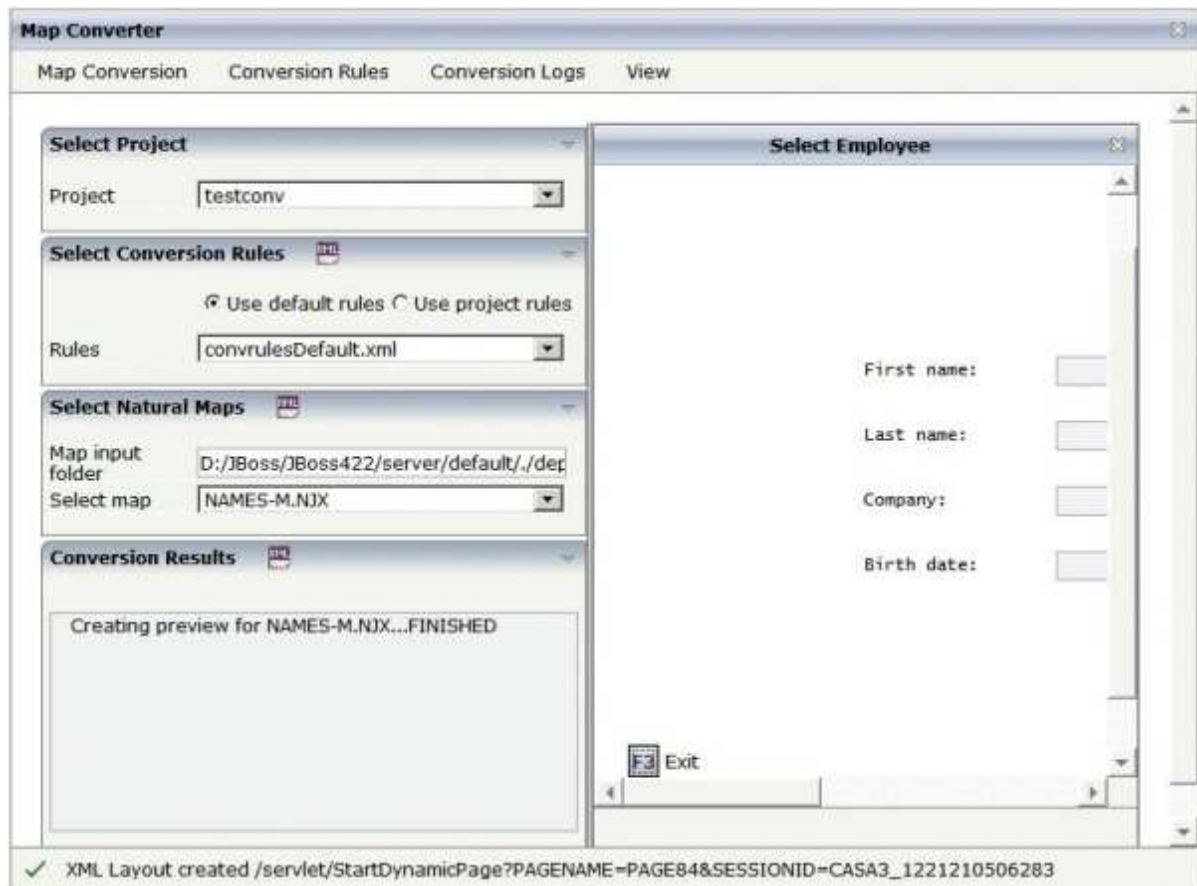 Map Converter
Map Conversion Conversion Rules Conversion Logs View
Select Project
Project testconv
Select Conversion Rules
Use default rules Use project rules
Rules convrulesDefault.xml
Select Natural Maps
Map input
folder D:/JBoss/JBoss422/server/default/./dep
Select map NAMES-M.NJX
Conversion Results
Creating preview for NAMES-M.NJX...FINISHED
Select Employee
First name:
Last name:
Company:
Birth date:
F3 Exit
XML Layout created /servlet/StartDynamicPage?PAGENAME=PAGE84&SESSIONID=CASA3_1221210506283